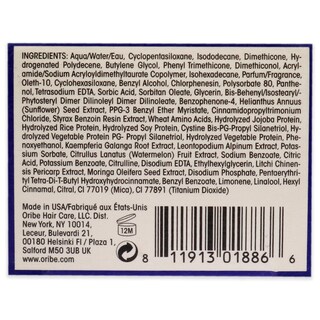 INGREDIENTS: Aqua/Water/Eau, Cyclopentasiloxane, Isododecane, Dimethicone, Hy-
drogenated Polydecene, Butylene Glycol, Phenyl Trimethicone, Dimethiconol, Acryl-
amide/Sodium Acryloyldimethyltaurate Copolymer, Isohexadecane, Parfum/Fragrance,
Oleth-10, Cyclohexasiloxane, Benzyl Alcohol, Chlorphenesin, Polysorbate 80, Panthe-
nol, Tetrasodium EDTA, Sorbic Acid, Sorbitan Oleate, Glycerin, Bis-Behenyl/Isostearyl/-
Phytosteryl Dimer Dilinoleyl Dimer Dilinoleate, Benzophenone-4, Helianthus Annuus
(Sunflower) Seed Extract, PPG-3 Benzyl Ether Myristate, Cinnamidopropyltrimonium
Chloride, Styrax Benzoin Resin Extract, Wheat Amino Acids, Hydrolyzed Jojoba Protein,
Hydrolyzed Rice Protein, Hydrolyzed Soy Protein, Cystine Bis-PG-Propyl Silanetriol, Hy-
drolyzed Vegetable Protein PG-Propyl Silanetriol, Hydrolyzed Vegetable Protein, Phe-
noxyethanol, Kaempferia Galanga Root Extract, Leontopodium Alpinum Extract, Potas-
sium Sorbate, Citrullus Lanatus (Watermelon) Fruit Extract, Sodium Benzoate, Citric
Acid, Potassium Benzoate, Citrulline, Disodium EDTA, Ethylhexylglycerin, Litchi Chinen-
sis Pericarp Extract, Moringa Oleifera Seed Extract, Disodium Phosphate, Pentaerythri-
tyl Tetra-Di-T-Butyl Hydroxyhydrocinnamate, Benzyl Benzoate, Limonene, Linalool, Hexyl
Cinnamal, Citral, CI 77019 (Mica) CI 77891 (Titanium Dioxide)
Made in USA/Fabriqué aux États-Unis
Oribe Hair Care, LLC. Dist.
New York, NY 10014
Leceur, Bulevardi 21,
00180 Helsinki FI / Plaza 1,
Salford M50 3UB UK
www.oribe.com
12M
8 11913 01886 6